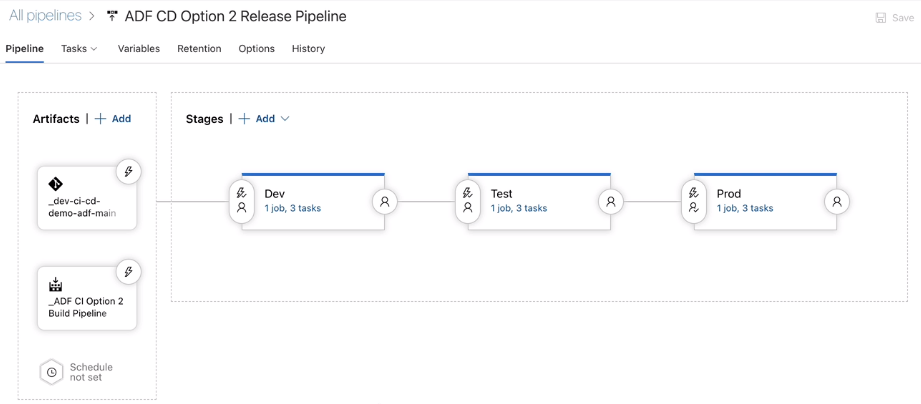 All pipelines > ADF CD Option 2 Release Pipeline
Save
Pipeline Tasks Variables Retention Options History
Artifacts | + Add
Stages | + Add
_dev-ci-cd-
demo-adf-main
Dev
1 job, 3 tasks
Test
1 job, 3 tasks
Prod
1 job, 3 tasks
_ADF CI Option 2
Build Pipeline
Schedule
not set